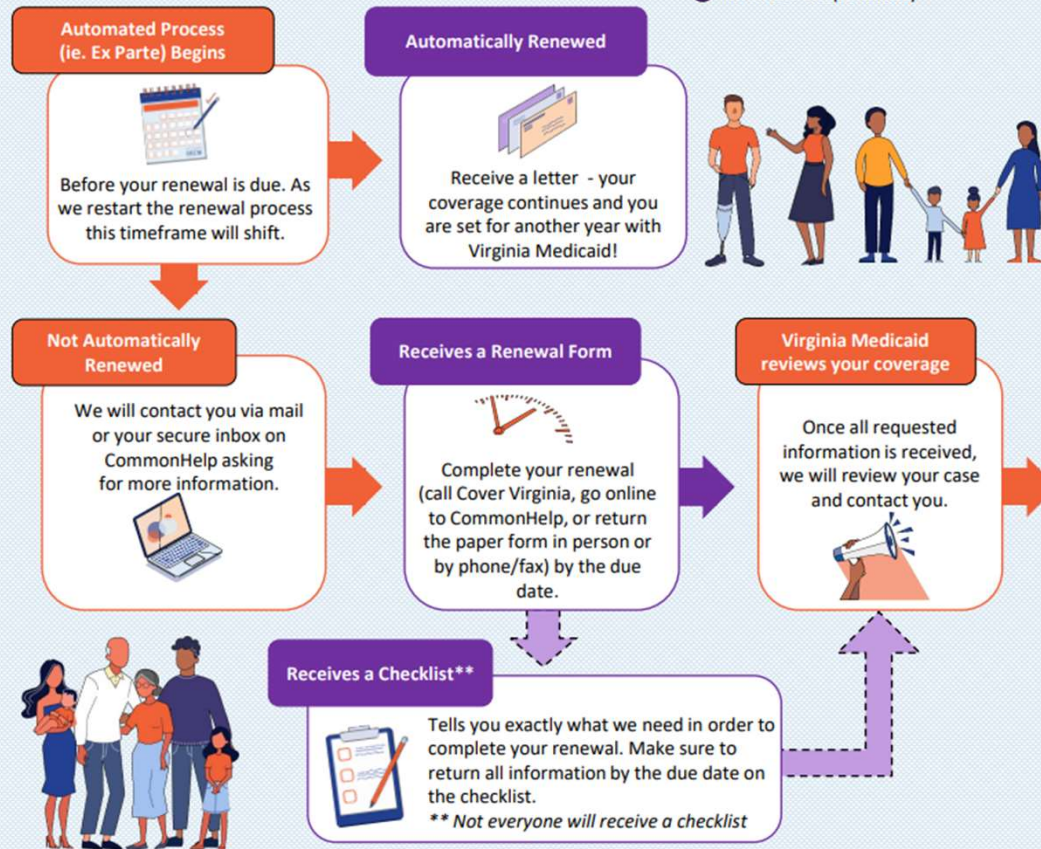 Automated Process
(ie. Ex Parte) Begins
Before your renewal is due. As
we restart the renewal process
this timeframe will shift.
Automatically Renewed
Receive a letter - your
coverage continues and you
are set for another year with
Virginia Medicaid!
Not Automatically
Renewed
We will contact you via mail
or your secure inbox on
CommonHelp asking
for more information.
Receives a Renewal Form
Complete your renewal
(call Cover Virginia, go online
to CommonHelp, or return
the paper form in person or
by phone/fax) by the due
date.
Virginia Medicaid
reviews your coverage
Once all requested
information is received,
we will review your case
and contact you.
Receives a Checklist**
Tells you exactly what we need in order to
complete your renewal. Make sure to
return all information by the due date on
the checklist.
** Not everyone will receive a checklist